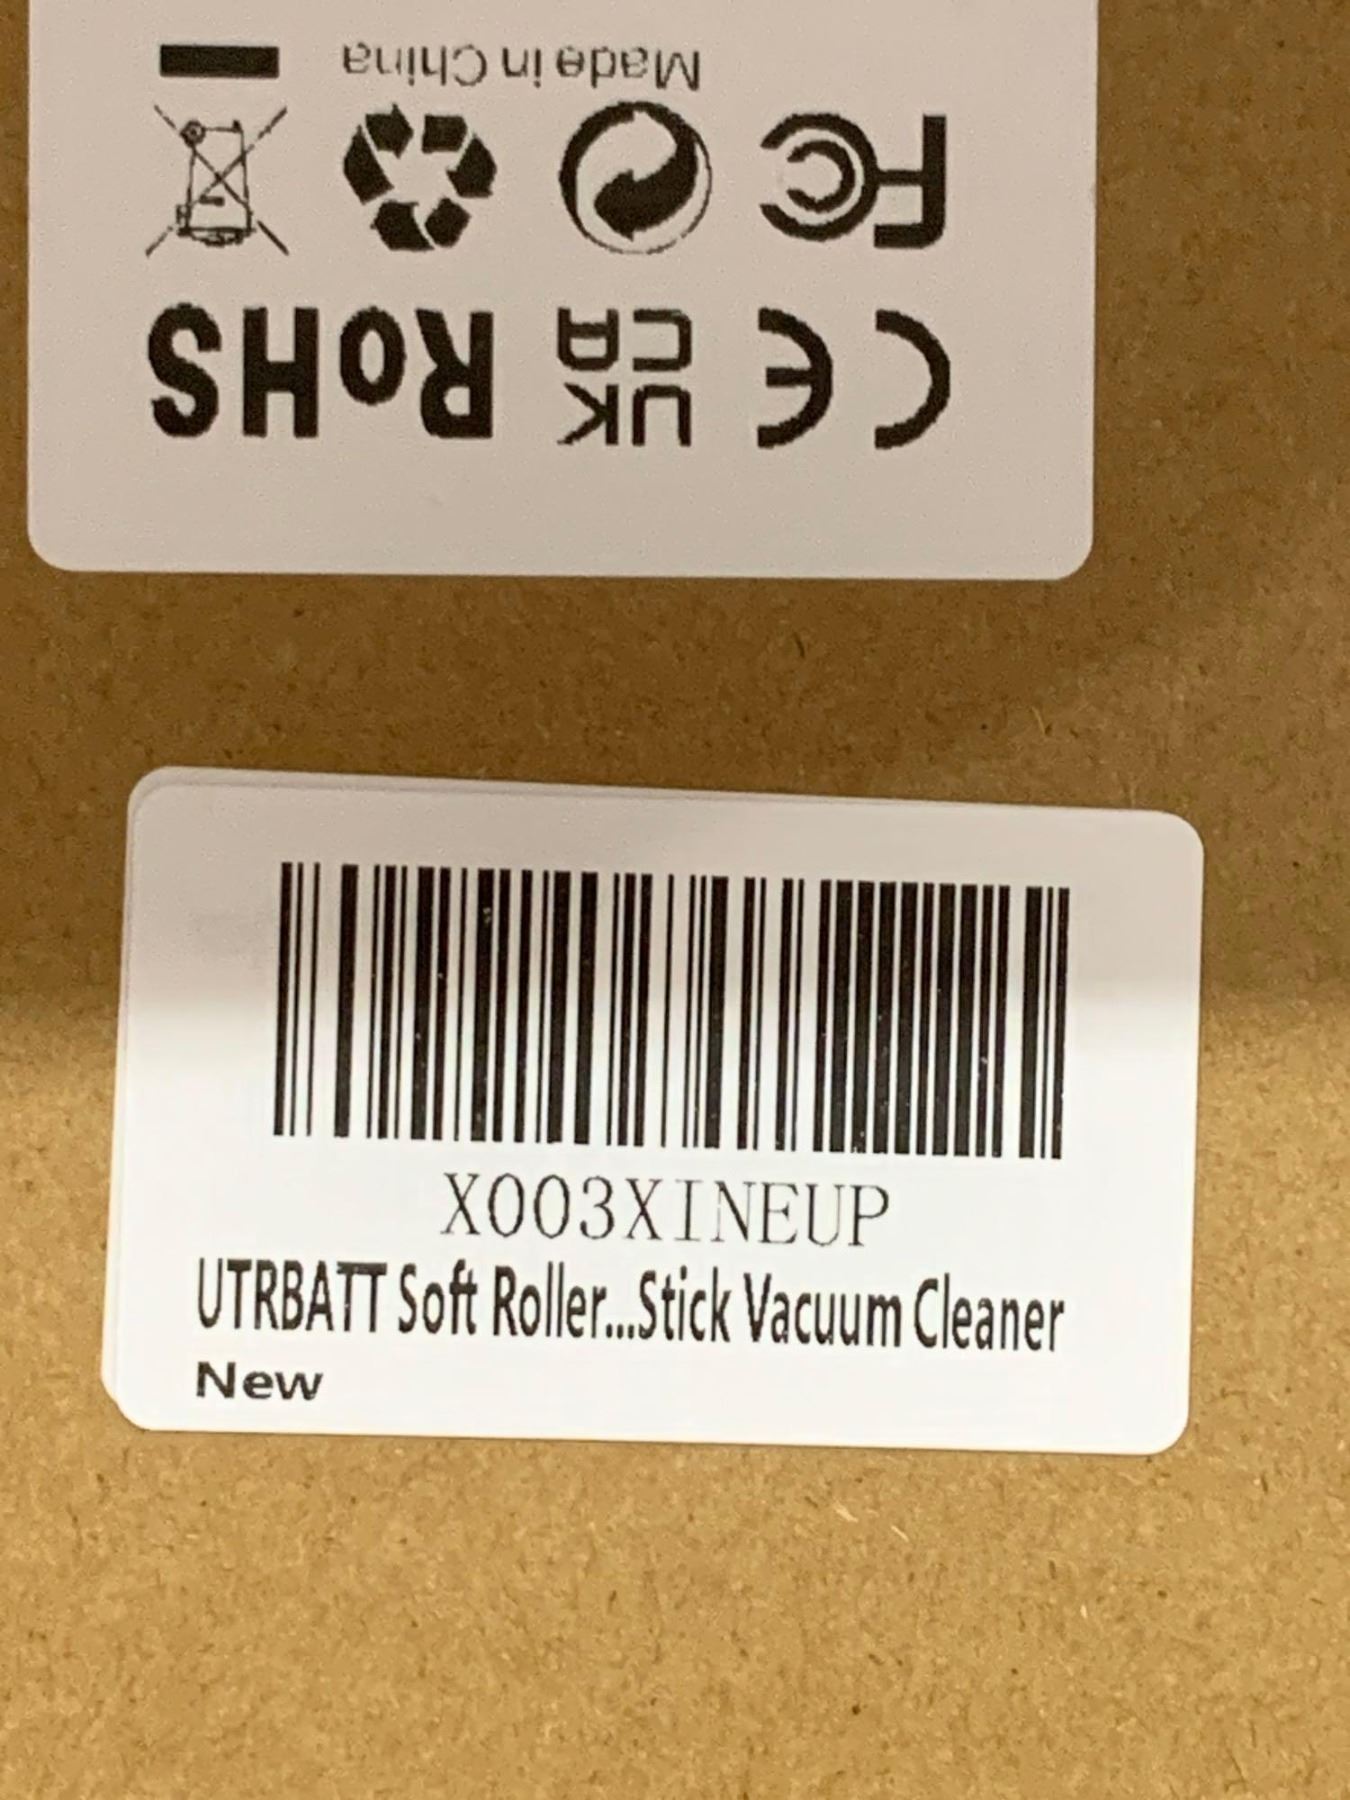 Made in China
FC
CE UK CA RoHS
X003XINEUP
UTRBATT Soft Roller...Stick Vacuum Cleaner
New